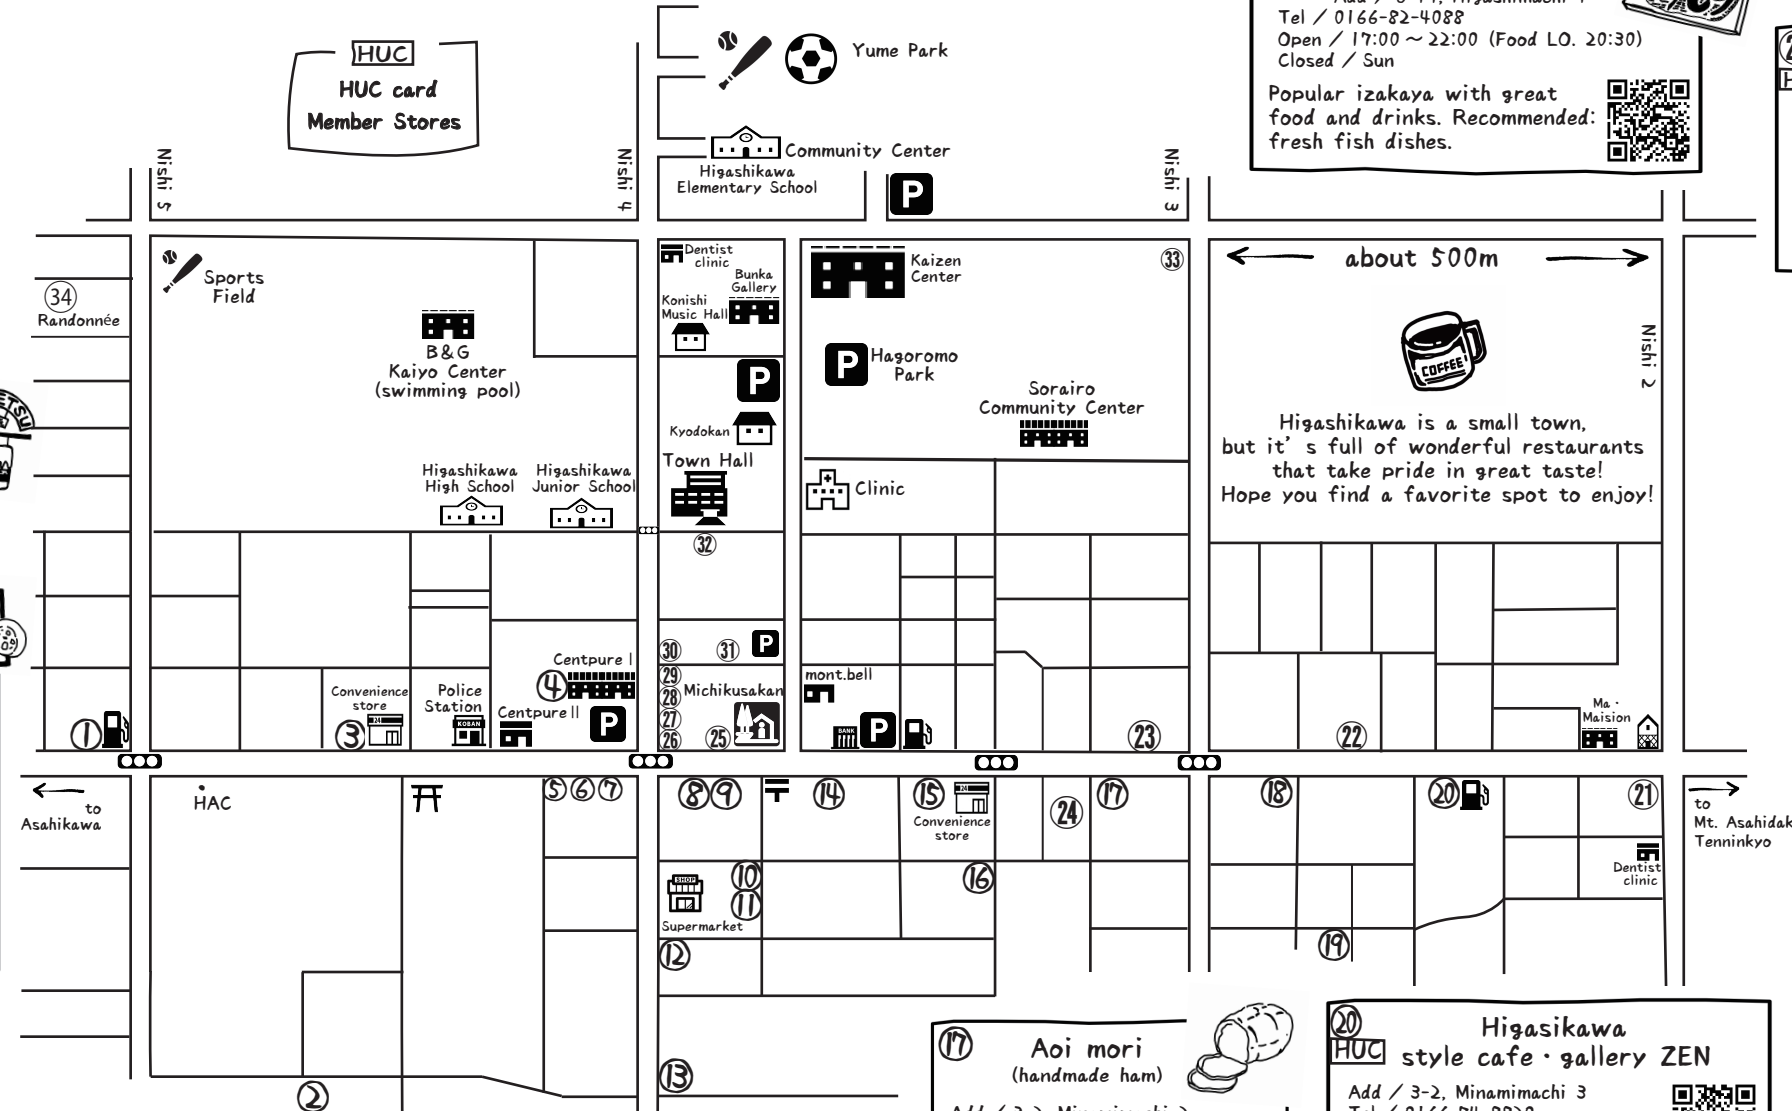 HUC
HUC card
Member Stores
Yume Park
Community Center
Higashikawa
Elementary School
P
Tel / 0166-82-4088
Open / 17:00 ~ 22:00 (Food LO. 20:30)
Closed / Sun
Popular izakaya with great
food and drinks. Recommended:
fresh fish dishes.
Nishi 5
Nishi 4
Nishi 3
Nishi 2
34
Randonnée
Sports
Field
B&G
Kaiyo Center
(swimming pool)
Higashikawa
High School
Higashikawa
Junior School
Dentist
clinic
Bunka
Gallery
Konishi
Music Hall
P
Kyodokan
Town Hall
32
Kaizen
Center
33
P
Hagoromo
Park
Sorairo
Community Center
Clinic
about 500m
COFFEE
Higashikawa is a small town,
but it’s full of wonderful restaurants
that take pride in great taste!
Hope you find a favorite spot to enjoy!
1
Convenience
store
3
Police
Station
KOBAN
Centpure I
4
Centpure II
P
30
31
P
29
28
27
26
Michikusakan
25
mont.bell
BANK
P
23
22
Ma・
Maision
to
Asahikawa
HAC
5 6 7
8 9
〒
14
15
Convenience
store
24
17
18
20
21
to
Mt. Asahidak
Tenninkyo
Dentist
clinic
SHOP
Supermarket
10
11
16
12
19
13
2
17
Aoi mori
(handmade ham)
20
HUC
Higasikawa
style cafe・gallery ZEN
Add / 3-2, Minamimachi 3